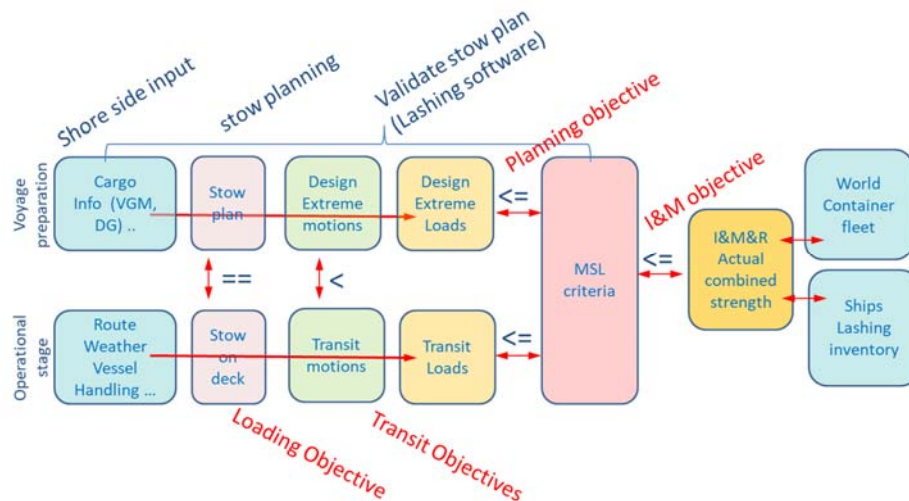 Shore side input
stow planning
Validate stow plan
(Lashing software)
Planning objective
I&M objective
Voyage
preparation
Cargo
Info (VGM,
DG) ..
Stow
plan
Design
Extreme
motions
Design
Extreme
Loads
<=
MSL
criteria
<=
I&M&R
Actual
combined
strength
World
Container
fleet
Ships
Lashing
inventory
==
<
Operational
stage
Route
Weather
Vessel
Handling ...
Stow
on
deck
Transit
motions
Transit
Loads
<=
Loading Objective
Transit Objectives